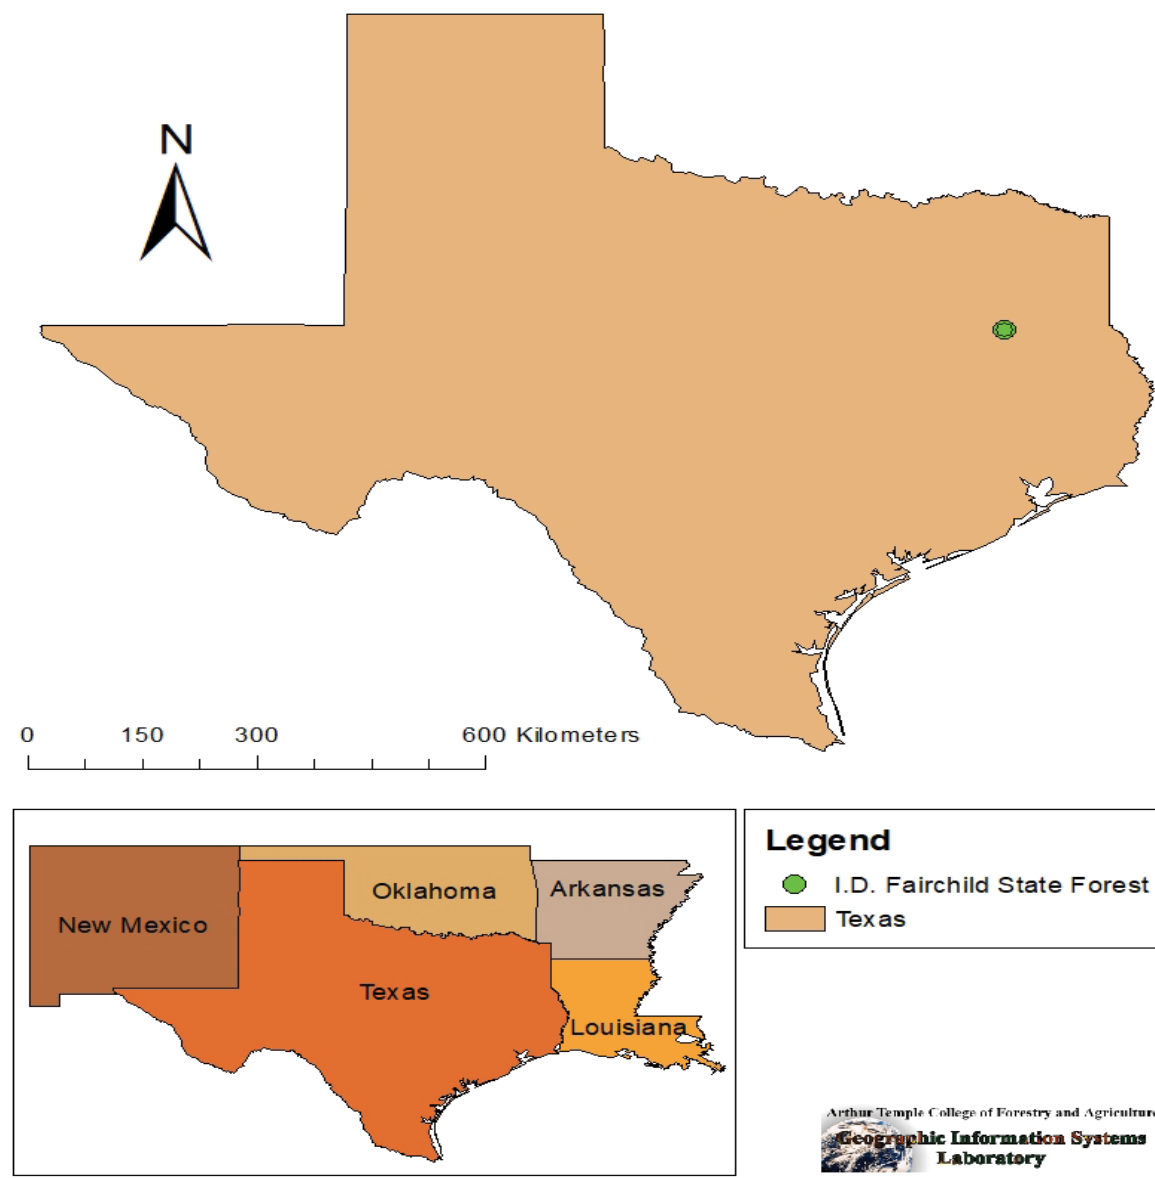 N
0 150 300 600 Kilometers
Legend
I.D. Fairchild State Forest
Texas
Oklahoma
Arkansas
New Mexico
Texas
Louisiana
Arthur Temple College of Forestry and Agriculture
Geographic Information Systems
Laboratory